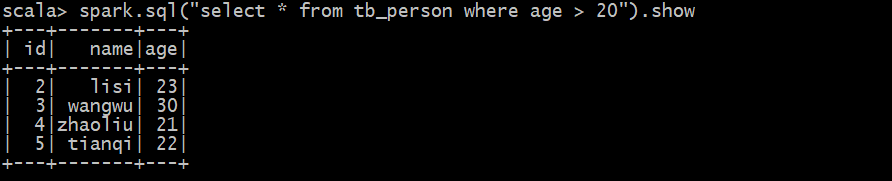 scala> spark.sql("select * from tb_person where age > 20").show
+---+-------+---+
| id|   name|age|
+---+-------+---+
|  2|   lisi| 23|
|  3| wangwu| 30|
|  4|zhaoliu| 21|
|  5| tianqi| 22|
+---+-------+---+